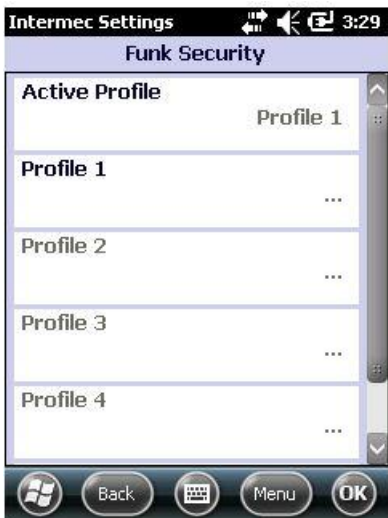 Intermec Settings 3:29
Funk Security
Active Profile
Profile 1
Profile 1
...
Profile 2
...
Profile 3
...
Profile 4
...
Back Menu OK